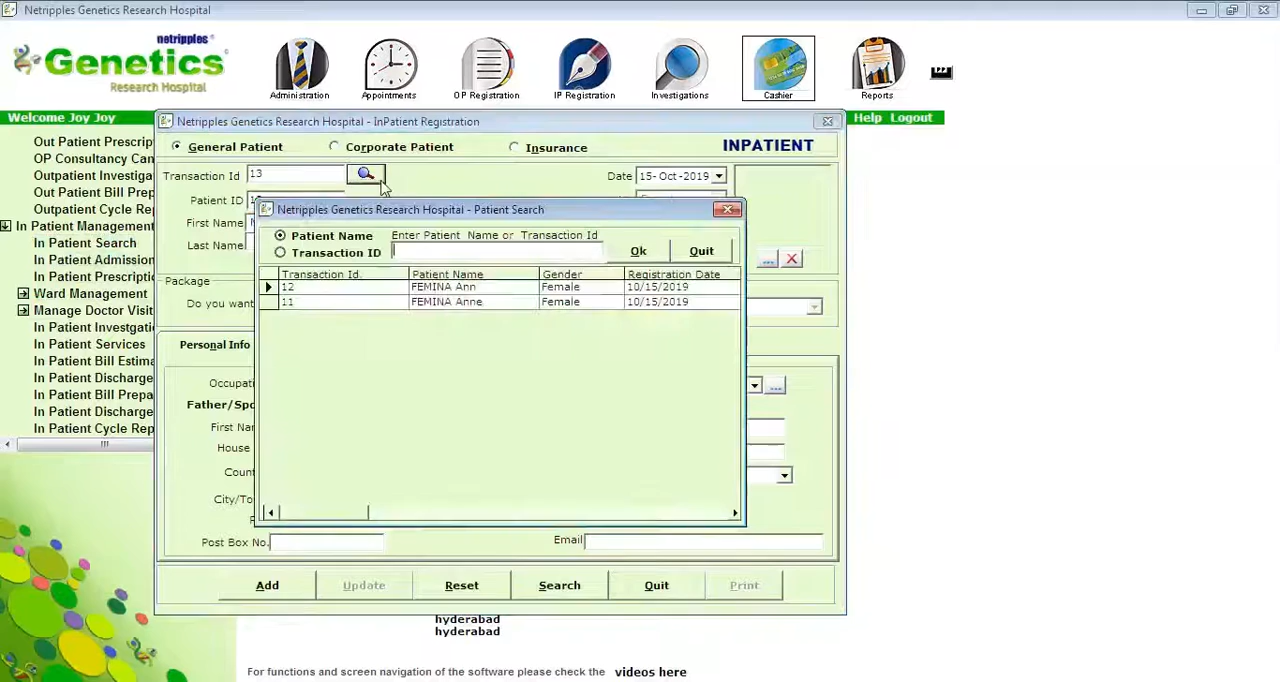 Netripples Genetics Research Hospital
netripples
Genetics
Research Hospital
Administration
Appointments
OP Registration
IP Registration
Investigations
Cashier
Reports
Welcome Joy Joy
Help Logout
Out Patient Prescrip
OP Consultancy Can
Outpatient Investiga
Out Patient Bill Prep
Outpatient Cycle Rep
In Patient Management
In Patient Search
In Patient Admission
In Patient Prescriptic
Ward Management
Manage Doctor Visit
In Patient Investgatio
In Patient Services
In Patient Bill Estima
In Patient Discharge
In Patient Bill Prepa
In Patient Discharge
In Patient Cycle Rep
Netripples Genetics Research Hospital - InPatient Registration
General Patient
Corporate Patient
Insurance
INPATIENT
Transaction Id 13
Date 15-Oct-2019
Patient ID
First Name
Last Name
Package
Do you want
Personal Info
Occupati
Father/Spo
First Nar
House
Count
City/To
Post Box No.
Email
Netripples Genetics Research Hospital - Patient Search
Patient Name
Transaction ID
Enter Patient Name or Transaction Id
Ok
Quit
Transaction Id. Patient Name Gender Registration Date
12 FEMINA Ann Female 10/15/2019
11 FEMINA Anne Female 10/15/2019
Add
Update
Reset
Search
Quit
Print
hyderabad
hyderabad
For functions and screen navigation of the software please check the videos here